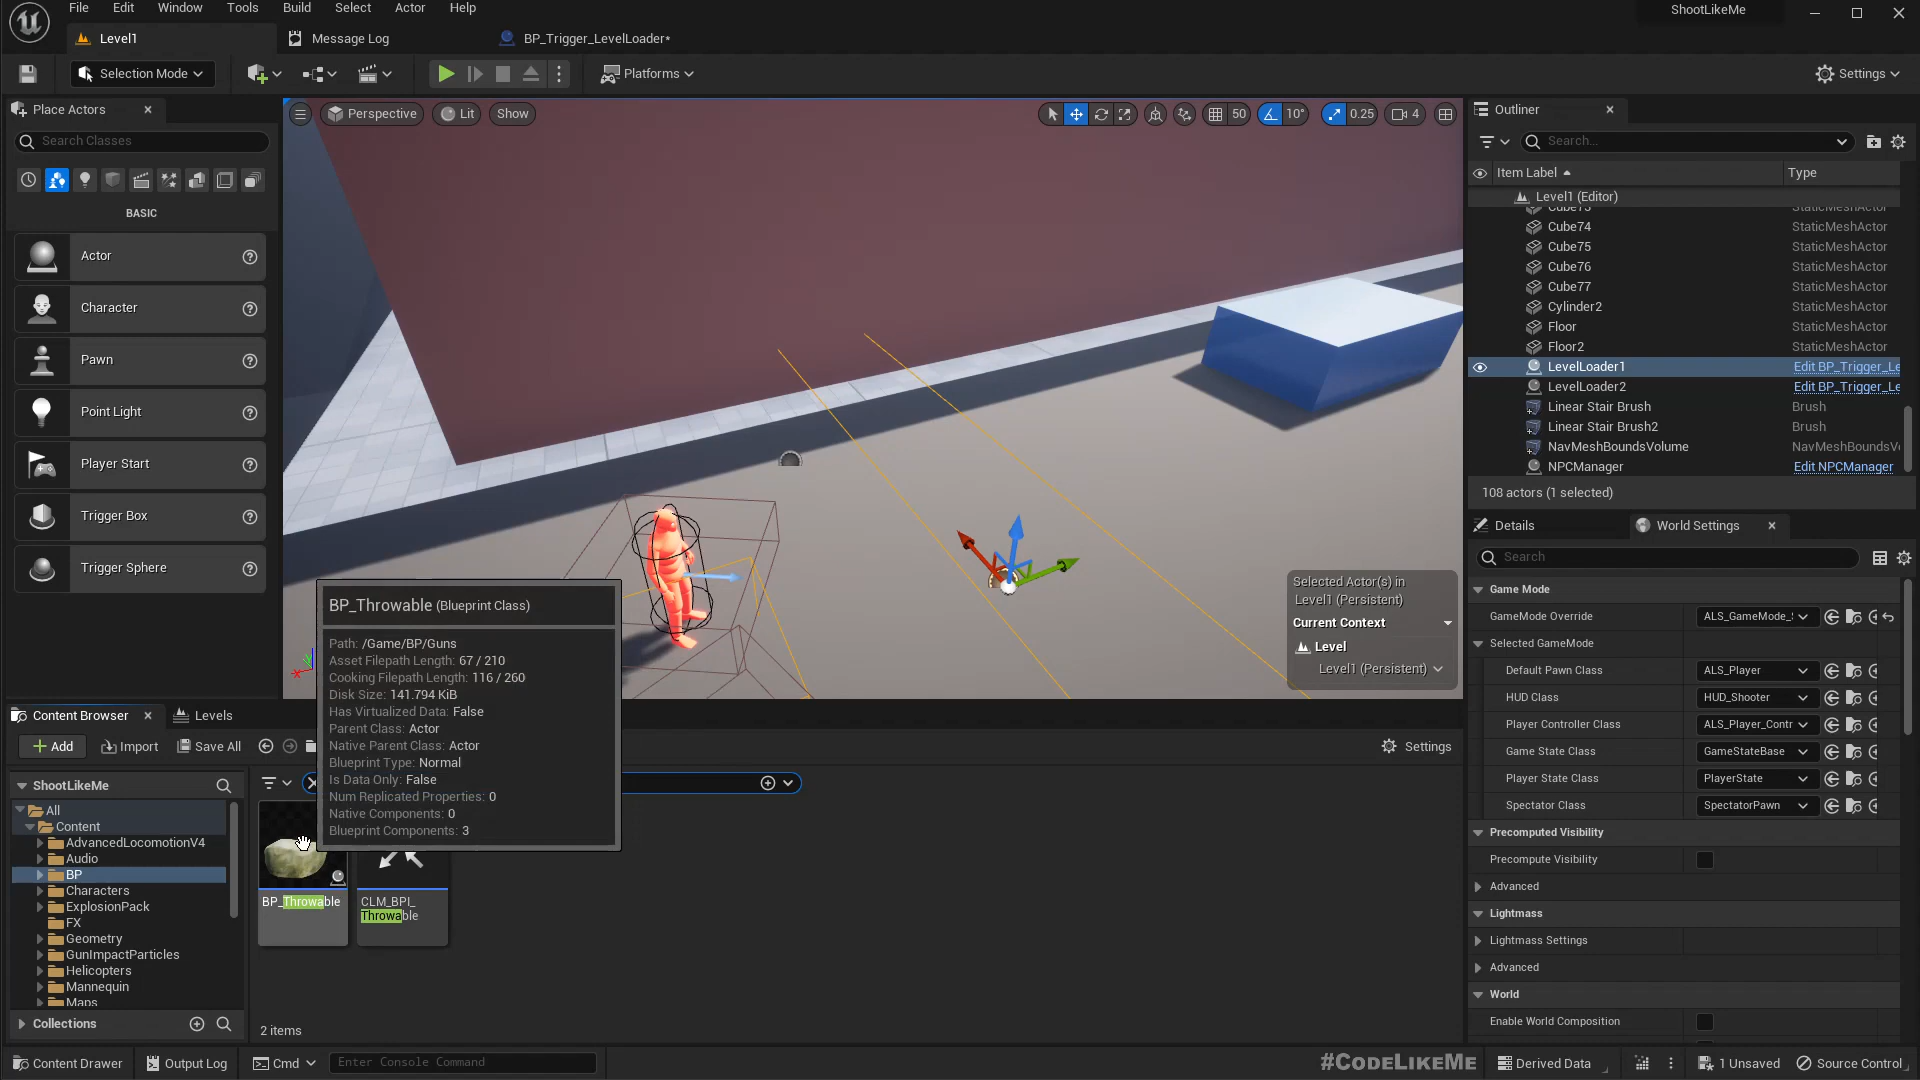 File Edit Window Tools Build Select Actor Help
ShootLikeMe
Level1
Message Log
BP_Trigger_LevelLoader*
Selection Mode
Platforms
Settings
Place Actors
Search Classes
BASIC
Actor
Character
Pawn
Point Light
Player Start
Trigger Box
Trigger Sphere
Perspective
Lit
Show
50
10°
0.25
4
BP_Throwable (Blueprint Class)
Path: /Game/BP/Guns
Asset Filepath Length: 67 / 210
Cooking Filepath Length: 116 / 260
Disk Size: 141.794 KiB
Has Virtualized Data: False
Parent Class: Actor
Native Parent Class: Actor
Blueprint Type: Normal
Is Data Only: False
Num Replicated Properties: 0
Native Components: 0
Blueprint Components: 3
Selected Actor(s) in
Level1 (Persistent)
Current Context
Level
Level1 (Persistent)
Outliner
Search...
Item Label
Type
Level1 (Editor)
Cube74 StaticMeshActor
Cube75 StaticMeshActor
Cube76 StaticMeshActor
Cube77 StaticMeshActor
Cylinder2 StaticMeshActor
Floor StaticMeshActor
Floor2 StaticMeshActor
LevelLoader1 Edit BP_Trigger_Le
LevelLoader2 Edit BP_Trigger_Le
Linear Stair Brush Brush
Linear Stair Brush2 Brush
NavMeshBoundsVolume NavMeshBoundsV
NPCManager Edit NPCManager
108 actors (1 selected)
Details
World Settings
Search
Game Mode
GameMode Override ALS_GameMode_
Selected GameMode
Default Pawn Class ALS_Player
HUD Class HUD_Shooter
Player Controller Class ALS_Player_Contr
Game State Class GameStateBase
Player State Class PlayerState
Spectator Class SpectatorPawn
Precomputed Visibility
Precompute Visibility
Advanced
Lightmass
Lightmass Settings
Advanced
World
Enable World Composition
Content Browser
Levels
Add
Import
Save All
Settings
ShootLikeMe
All
Content
AdvancedLocomotionV4
Audio
BP
Characters
ExplosionPack
FX
Geometry
GunImpactParticles
Helicopters
Mannequin
Maps
Collections
BP_Throwable
CLM_BPI_
Throwable
2 items
Content Drawer
Output Log
Cmd
Enter Console Command
#CODELIKEME
Derived Data
1 Unsaved
Source Control